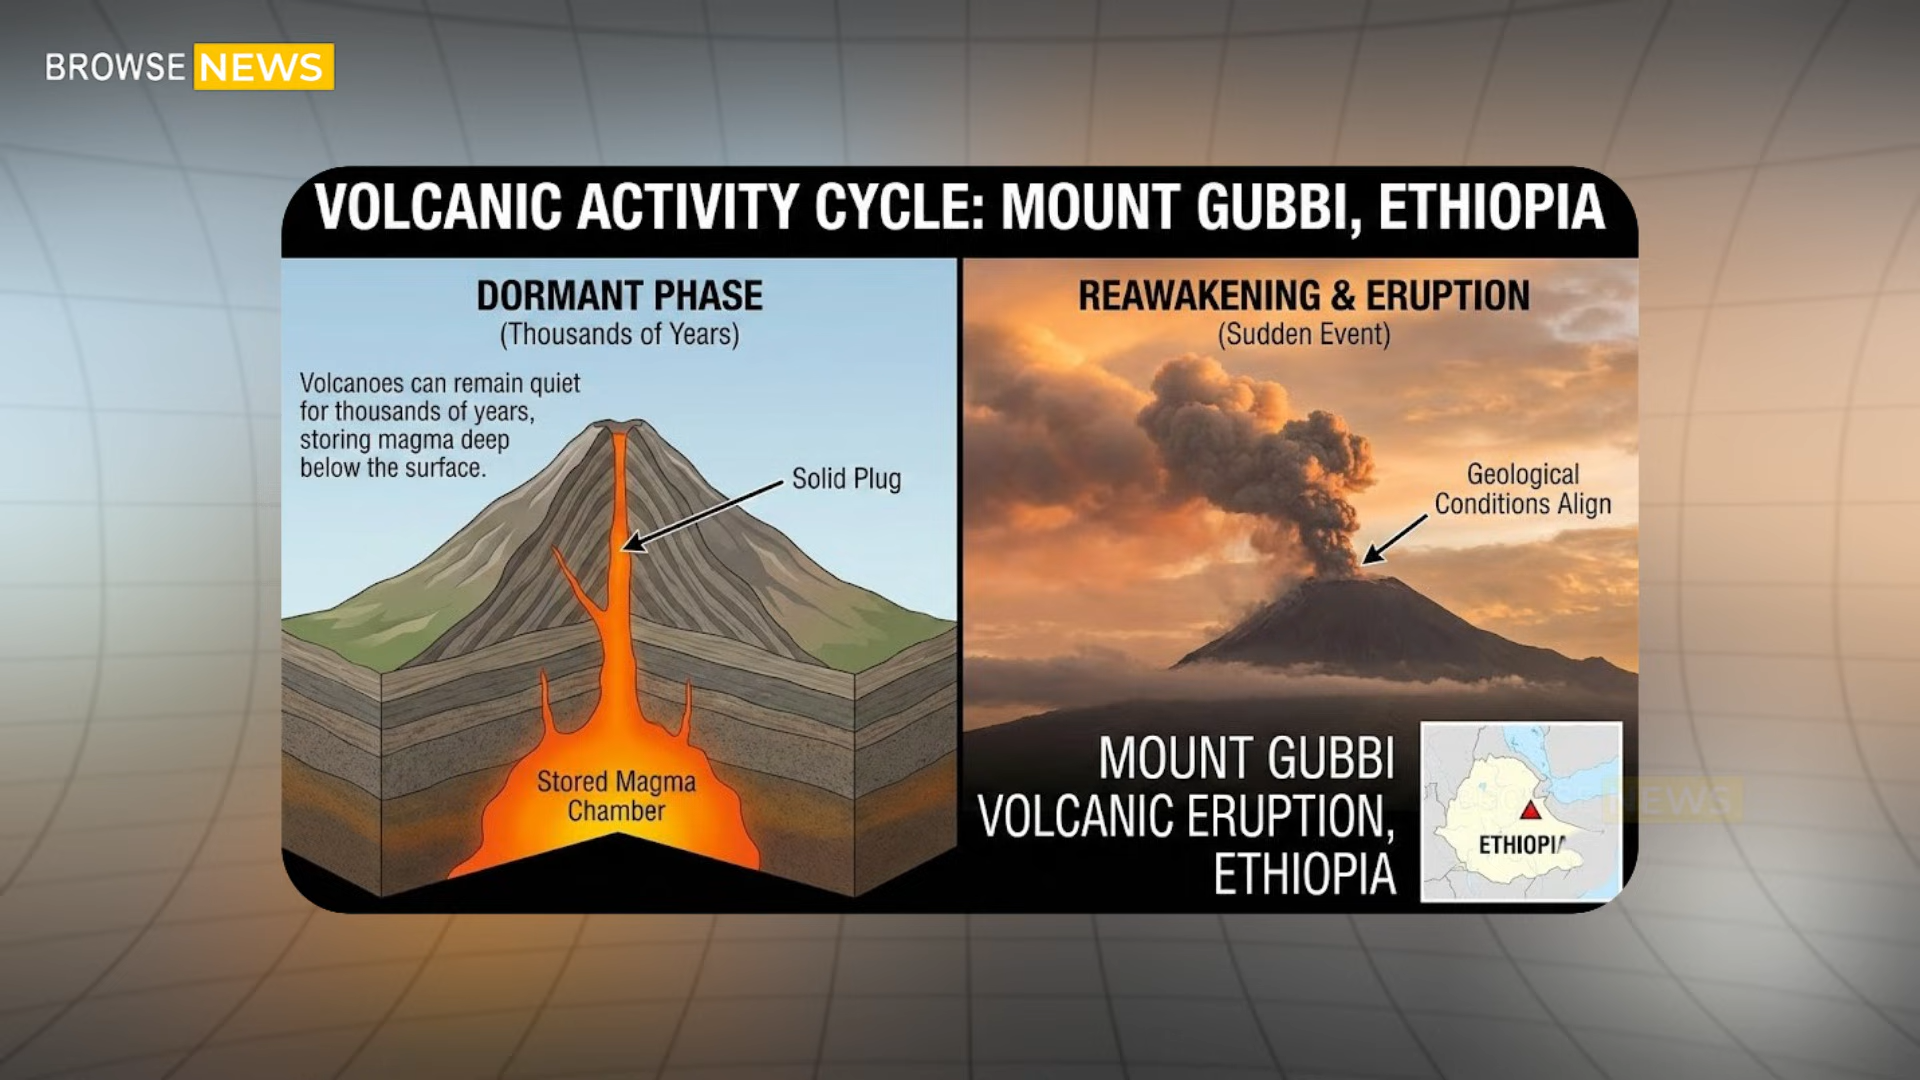 BROWSE NEWS
VOLCANIC ACTIVITY CYCLE: MOUNT GUBBI, ETHIOPIA
DORMANT PHASE
(Thousands of Years)
Volcanoes can remain quiet
for thousands of years,
storing magma deep
below the surface.
Solid Plug
Stored Magma
Chamber
REAWAKENING & ERUPTION
(Sudden Event)
Geological
Conditions Align
MOUNT GUBBI
VOLCANIC ERUPTION,
ETHIOPIA
ETHIOPIA
NEWS